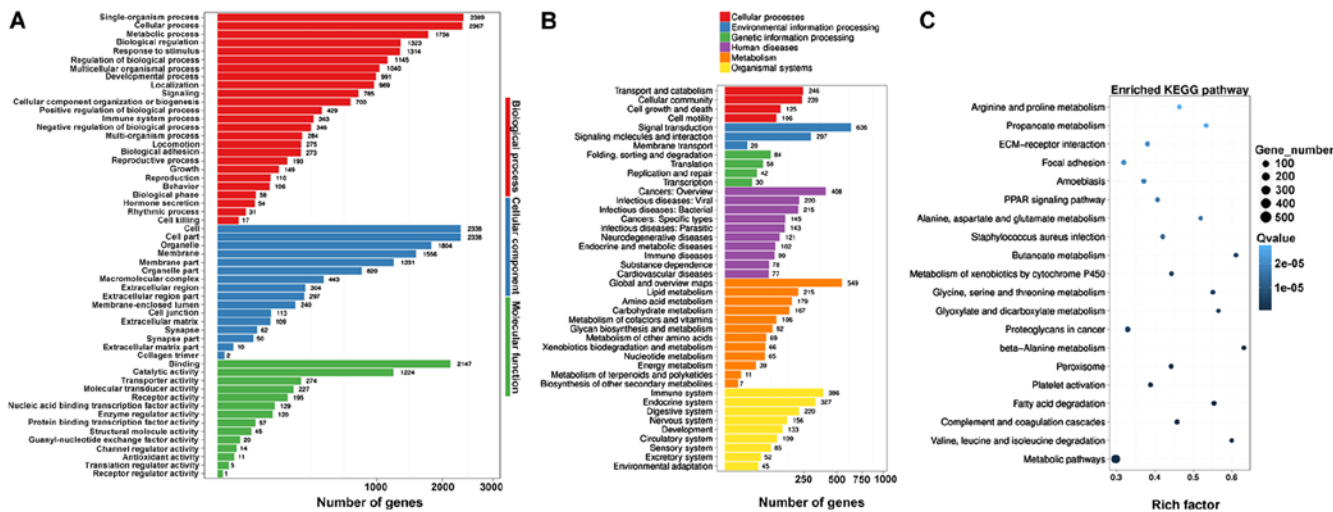 A
Single-organism process 2389
Cellular process 2367
Metabolic process 1756
Biological regulation 1323
Response to stimulus 1314
Regulation of biological process 1145
Multicellular organismal process 1040
Developmental process 991
Localization 969
Signaling 785
Cellular component organization or biogenesis 700
Positive regulation of biological process 429
Immune system process 363
Negative regulation of biological process 346
Multi-organism process 284
Locomotion 275
Biological adhesion 273
Reproductive process 193
Growth 149
Reproduction 110
Behavior 106
Biological phase 58
Hormone secretion 54
Rhythmic process 31
Cell killing 17
Cell 2338
Cell part 2338
Organelle 1804
Membrane 1556
Membrane part 1231
Organelle part 820
Macromolecular complex 443
Extracellular region 304
Extracellular region part 297
Membrane-enclosed lumen 240
Cell junction 113
Extracellular matrix 109
Synapse 62
Synapse part 50
Extracellular matrix part 10
Collagen trimer 2
Binding 2147
Catalytic activity 1224
Transporter activity 274
Molecular transducer activity 227
Receptor activity 195
Nucleic acid binding transcription factor activity 129
Enzyme regulator activity 120
Protein binding transcription factor activity 57
Structural molecule activity 45
Guanyl-nucleotide exchange factor activity 20
Channel regulator activity 14
Antioxidant activity 11
Translation regulator activity 5
Receptor regulator activity 1
1000 2000 3000
Number of genes
Biological process
Cellular component
Molecular function
B
Cellular processes
Environmental information processing
Genetic information processing
Human diseases
Metabolism
Organismal systems
Transport and catabolism 246
Cellular community 239
Cell growth and death 125
Cell motility 106
Signal transduction 636
Signaling molecules and interaction 297
Membrane transport 20
Folding, sorting and degradation 84
Translation 58
Replication and repair 42
Transcription 30
Cancers: Overview 408
Infectious diseases: Viral 220
Infectious diseases: Bacterial 215
Cancers: Specific types 145
Infectious diseases: Parasitic 143
Neurodegenerative diseases 121
Endocrine and metabolic diseases 102
Immune diseases 99
Substance dependence 78
Cardiovascular diseases 77
Global and overview maps 549
Lipid metabolism 215
Amino acid metabolism 179
Carbohydrate metabolism 167
Metabolism of cofactors and vitamins 106
Glycan biosynthesis and metabolism 92
Metabolism of other amino acids 69
Xenobiotics biodegradation and metabolism 66
Nucleotide metabolism 65
Energy metabolism 39
Metabolism of terpenoids and polyketides 11
Biosynthesis of other secondary metabolites 7
Immune system 386
Endocrine system 327
Digestive system 220
Nervous system 156
Development 133
Circulatory system 109
Sensory system 85
Excretory system 52
Environmental adaptation 45
250 500 750 1000
Number of genes
C
Enriched KEGG pathway
Arginine and proline metabolism
Propanoate metabolism
ECM-receptor interaction
Focal adhesion
Amoebiasis
PPAR signaling pathway
Alanine, aspartate and glutamate metabolism
Staphylococcus aureus infection
Butanoate metabolism
Metabolism of xenobiotics by cytochrome P450
Glycine, serine and threonine metabolism
Glyoxylate and dicarboxylate metabolism
Proteoglycans in cancer
beta-Alanine metabolism
Peroxisome
Platelet activation
Fatty acid degradation
Complement and coagulation cascades
Valine, leucine and isoleucine degradation
Metabolic pathways
0.3 0.4 0.5 0.6
Rich factor
Gene_number
100
200
300
400
500
Qvalue
2e-05
1e-05